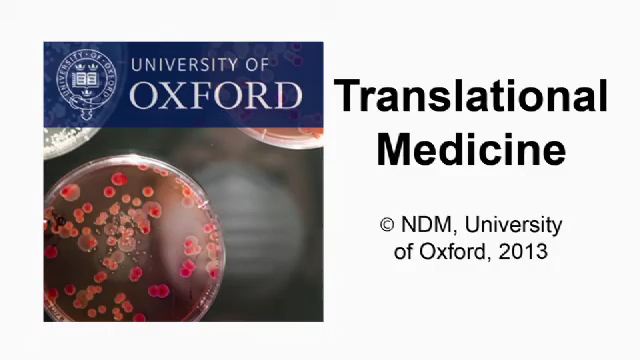 UNIVERSITY OF
OXFORD
Translational
Medicine
© NDM, University
of Oxford, 2013